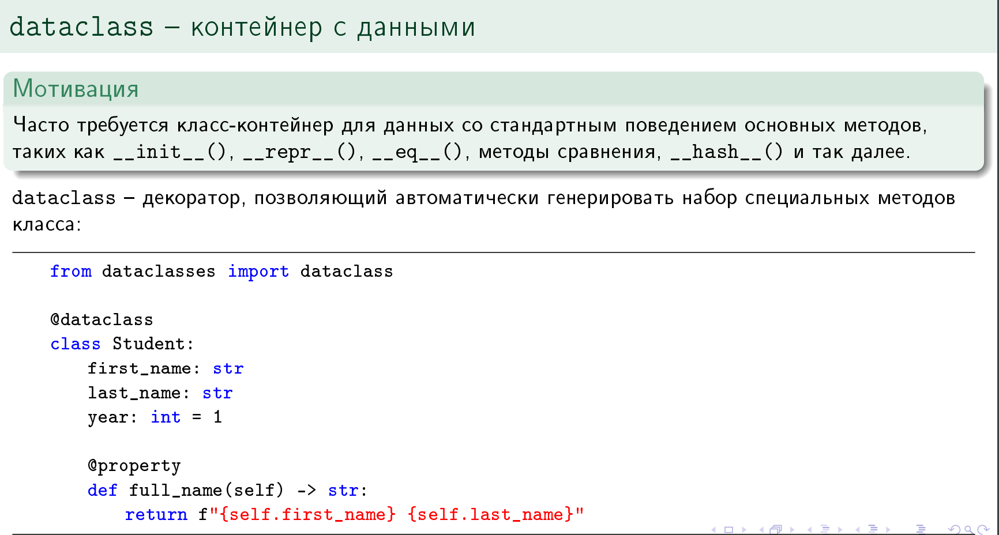 dataclass – контейнер с данными
Мотивация
Часто требуется класс-контейнер для данных со стандартным поведением основных методов,
таких как __init__(), __repr__(), __eq__(), методы сравнения, __hash__() и так далее.
dataclass – декоратор, позволяющий автоматически генерировать набор специальных методов
класса:
from dataclasses import dataclass
@dataclass
class Student:
    first_name: str
    last_name: str
    year: int = 1
    @property
    def full_name(self) -> str:
        return f"{self.first_name} {self.last_name}"